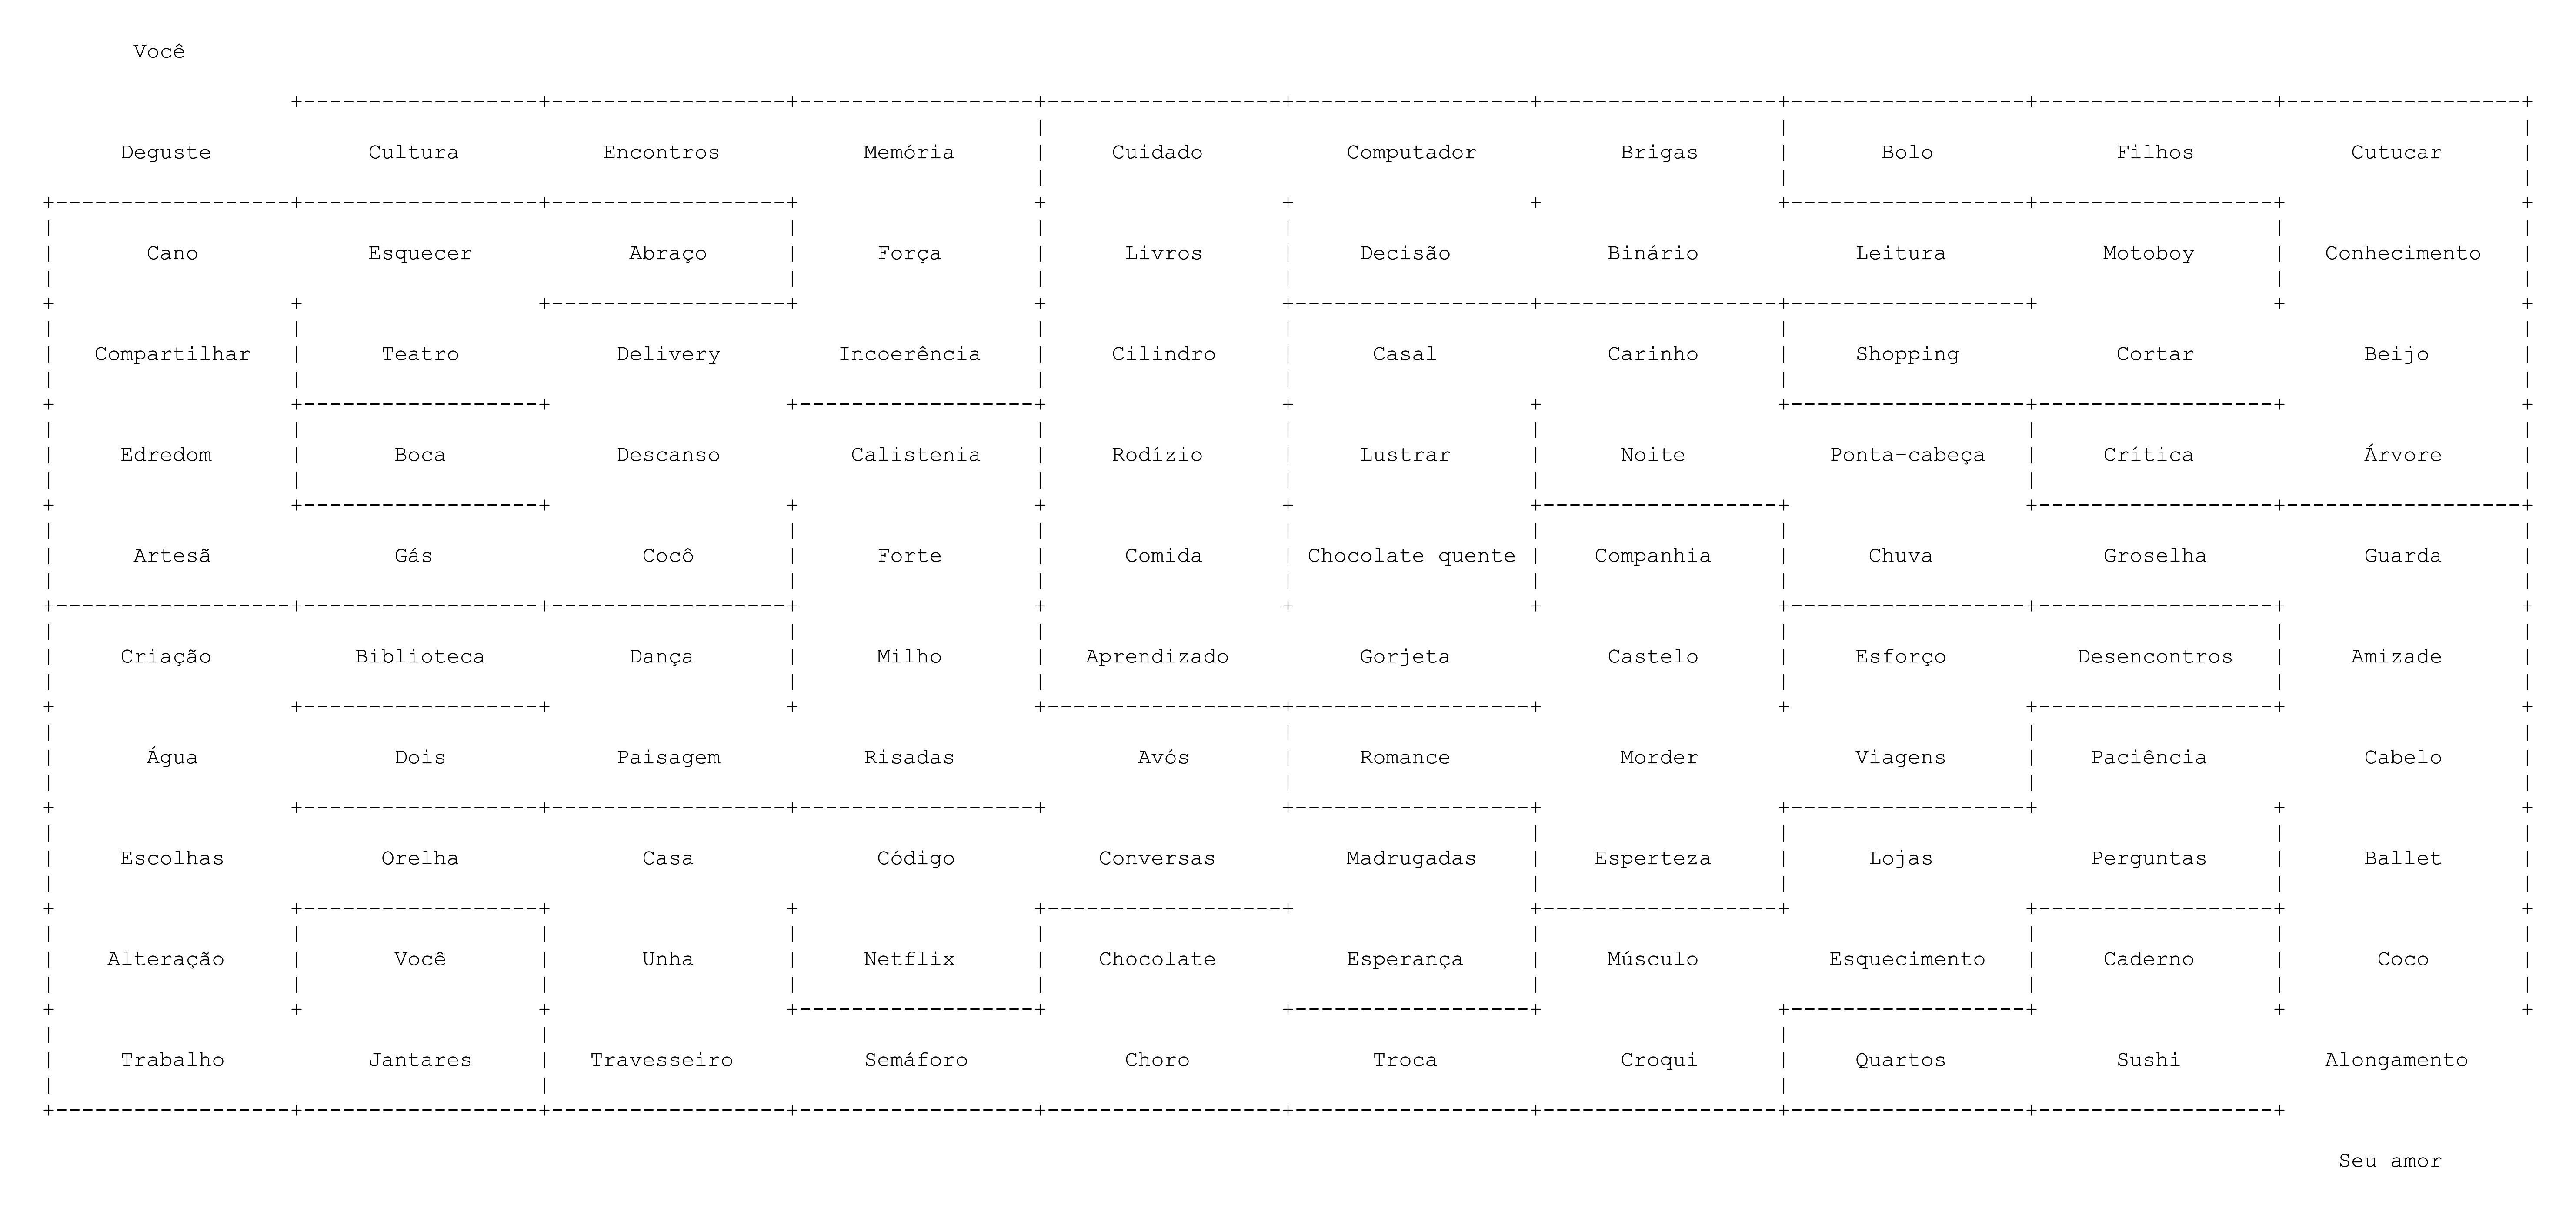 Você
Deguste Cultura Encontros Memória Cuidado Computador Brigas Bolo Filhos Cutucar
Cano Esquecer Abraço Força Livros Decisão Binário Leitura Motoboy Conhecimento
Compartilhar Teatro Delivery Incoerência Cilindro Casal Carinho Shopping Cortar Beijo
Edredom Boca Descanso Calistenia Rodízio Lustrar Noite Ponta-cabeça Crítica Árvore
Artesã Gás Cocô Forte Comida Chocolate quente Companhia Chuva Groselha Guarda
Criação Biblioteca Dança Milho Aprendizado Gorjeta Castelo Esforço Desencontros Amizade
Água Dois Paisagem Risadas Avós Romance Morder Viagens Paciência Cabelo
Escolhas Orelha Casa Código Conversas Madrugadas Esperteza Lojas Perguntas Ballet
Alteração Você Unha Netflix Chocolate Esperança Músculo Esquecimento Caderno Coco
Trabalho Jantares Travesseiro Semáforo Choro Troca Croqui Quartos Sushi Alongamento
Seu amor